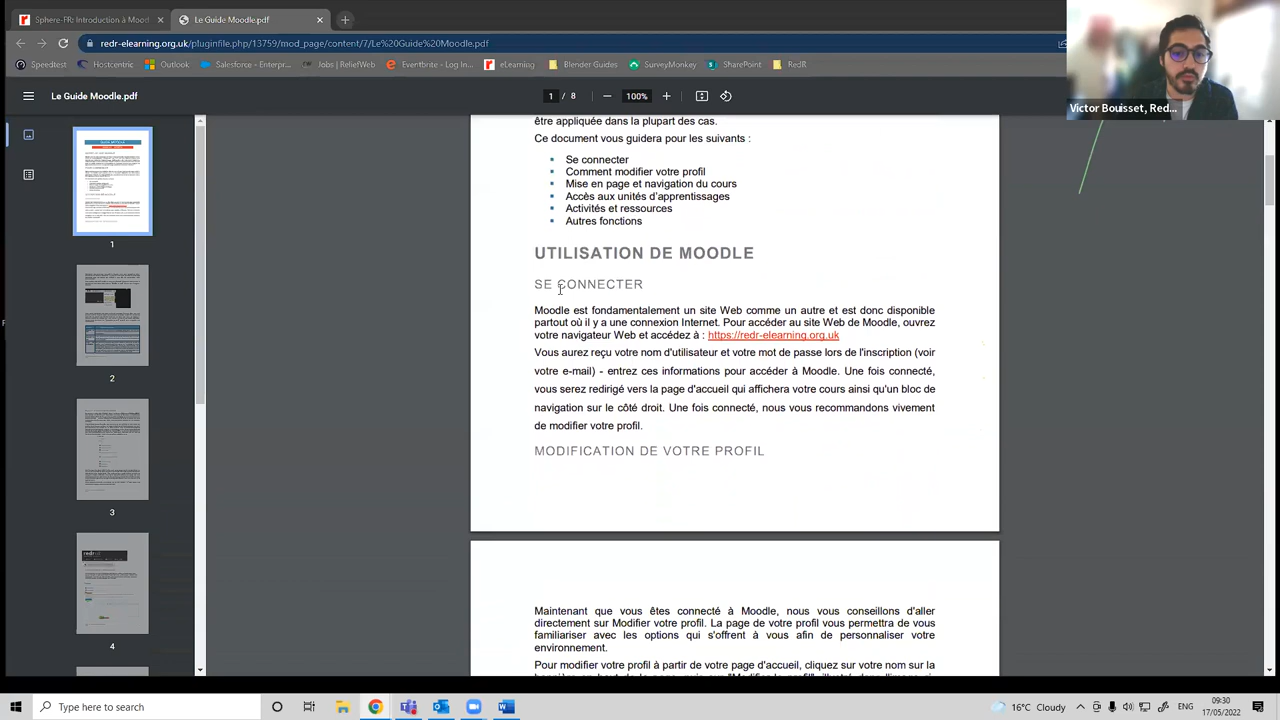 Sphere-FR: Introduction à Mood
Le Guide Moodle.pdf
redr-elearning.org.uk/pluginfile.php/13759/mod_page/content/7/Le%20Guide%20Moodle.pdf
Speedtest
Hostcentric
Outlook
Salesforce - Enterpr...
Jobs | ReliefWeb
Eventbrite - Log In...
eLearning
Blender Guides
SurveyMonkey
SharePoint
RedR
Victor Bouisset, Red...
Le Guide Moodle.pdf
1 / 8
100%
être appliquée dans la plupart des cas.
Ce document vous guidera pour les suivants :
Se connecter
Comment modifier votre profil
Mise en page et navigation du cours
Accès aux unités d'apprentissages
Activités et ressources
Autres fonctions
UTILISATION DE MOODLE
SE CONNECTER
Moodle est fondamentalement un site Web comme un autre et est donc disponible
partout où il y a une connexion Internet. Pour accéder au site Web de Moodle, ouvrez
votre navigateur Web et accédez à : https://redr-elearning.org.uk
Vous aurez reçu votre nom d'utilisateur et votre mot de passe lors de l'inscription (voir
votre e-mail) - entrez ces informations pour accéder à Moodle. Une fois connecté,
vous serez redirigé vers la page d'accueil qui affichera votre cours ainsi qu'un bloc de
navigation sur le côté droit. Une fois connecté, nous vous recommandons vivement
de modifier votre profil.
MODIFICATION DE VOTRE PROFIL
Maintenant que vous êtes connecté à Moodle, nous vous conseillons d'aller
directement sur Modifier votre profil. La page de votre profil vous permettra de vous
familiariser avec les options qui s'offrent à vous afin de personnaliser votre
environnement.
Pour modifier votre profil à partir de votre page d'accueil, cliquez sur votre nom sur la
1
2
3
4
Type here to search
16°C Cloudy
ENG
09:30
17/05/2022